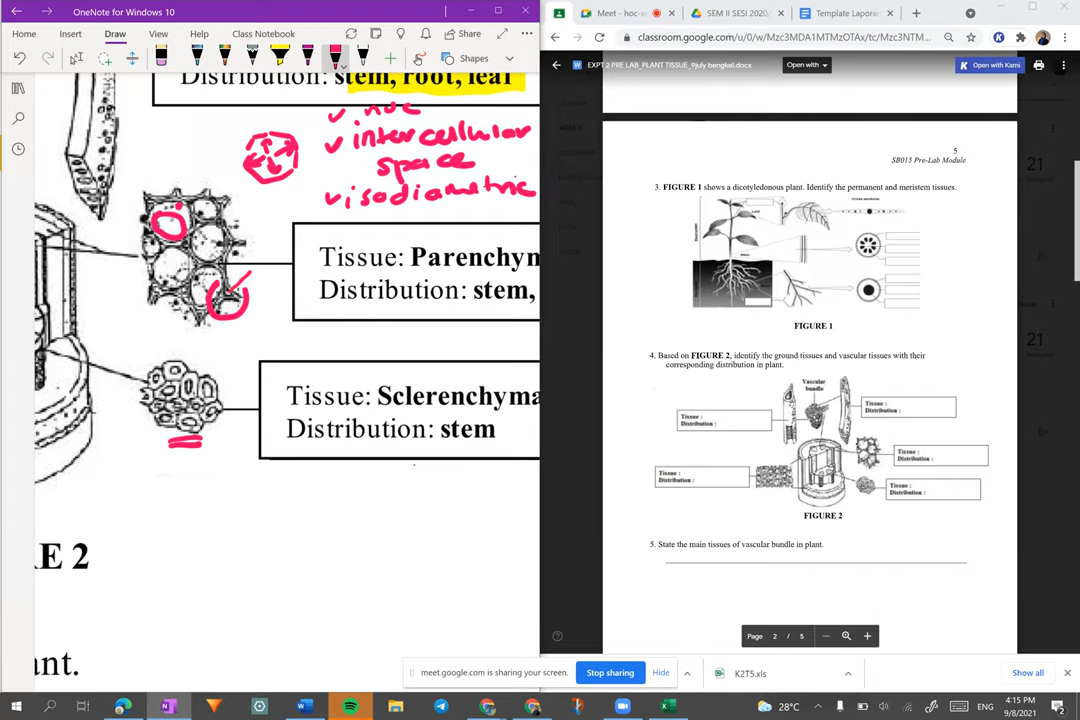 OneNote for Windows 10
Home Insert Draw View Help Class Notebook Share
Shapes
Distribution: stem, root, leaf
✓ intercellular
space
✓ isodiametric
Tissue: Parenchym
Distribution: stem,
Tissue: Sclerenchyma
Distribution: stem
RE 2
ant.
Meet - hoc-v
SEM II SESI 2020/
Template Laporan
classroom.google.com/u/0/w/Mzc3MDA1MTMzOTAx/tc/Mzc3NTM...
EXPT 2 PRE LAB_PLANT TISSUE_9july bengkel.docx
Open with
Open with Kami
5
SB015 Pre-Lab Module
3. FIGURE 1 shows a dicotyledonous plant. Identify the permanent and meristem tissues.
FIGURE 1
4. Based on FIGURE 2, identify the ground tissues and vascular tissues with their
corresponding distribution in plant.
Vascular
bundle
Tissue :
Distribution :
Tissue :
Distribution :
Tissue :
Distribution :
Tissue :
Distribution :
Tissue :
Distribution :
FIGURE 2
5. State the main tissues of vascular bundle in plant.
21
21
Page 2 / 5
meet.google.com is sharing your screen.
Stop sharing
Hide
K2T5.xls
Show all
28°C
ENG
4:15 PM
9/8/2021
2